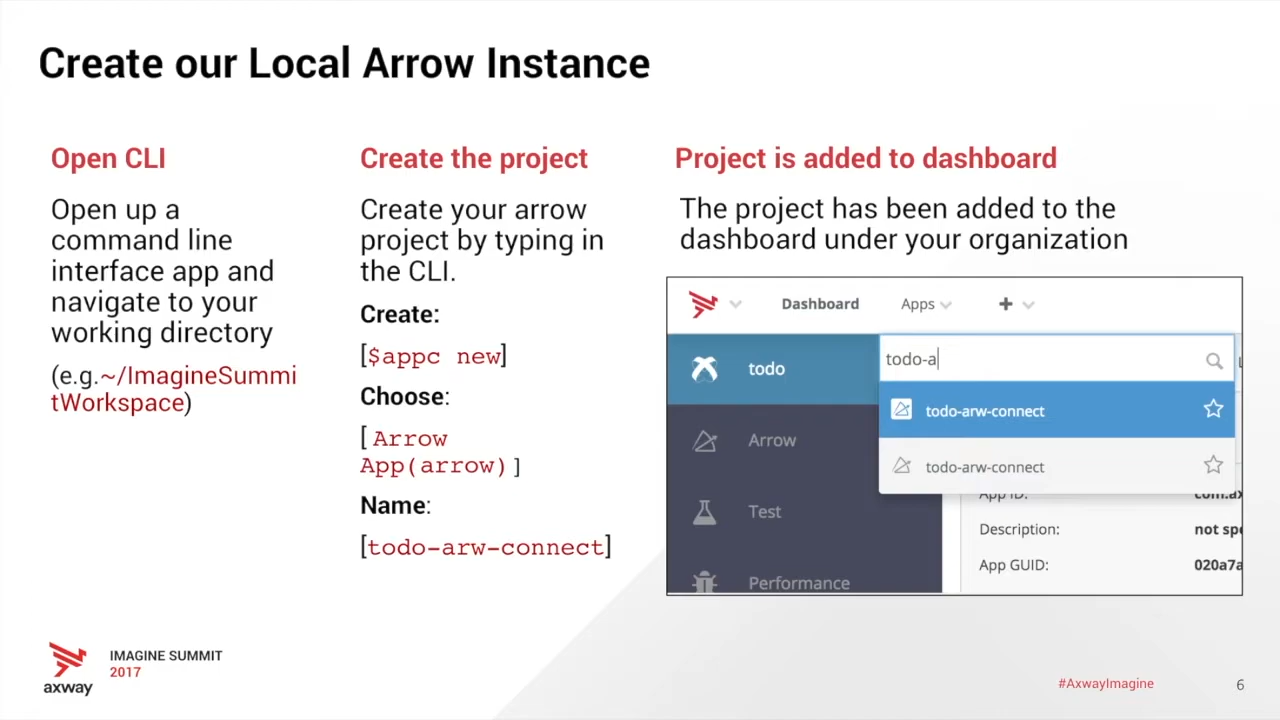 Create our Local Arrow Instance
Open CLI
Open up a
command line
interface app and
navigate to your
working directory
(e.g.~/ImagineSummi
tWorkspace)
Create the project
Create your arrow
project by typing in
the CLI.
Create:
[$appc new]
Choose:
[ Arrow
App(arrow) ]
Name:
[todo-arw-connect]
Project is added to dashboard
The project has been added to the
dashboard under your organization
Dashboard Apps
todo
todo-a
todo-arw-connect
Arrow
todo-arw-connect
Test
App ID:
Description: not spe
App GUID: 020a7a
Performance
axway
IMAGINE SUMMIT
2017
#AxwayImagine
6